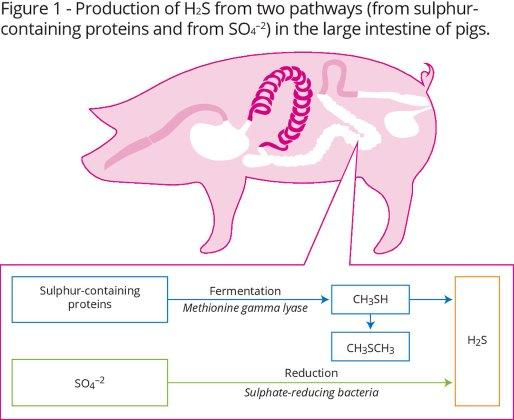 Figure 1 - Production of H₂S from two pathways (from sulphur-
containing proteins and from SO₄⁻²) in the large intestine of pigs.
Sulphur-containing
proteins
Fermentation
Methionine gamma lyase
CH3SH
CH3SCH3
H₂S
SO₄⁻²
Reduction
Sulphate-reducing bacteria